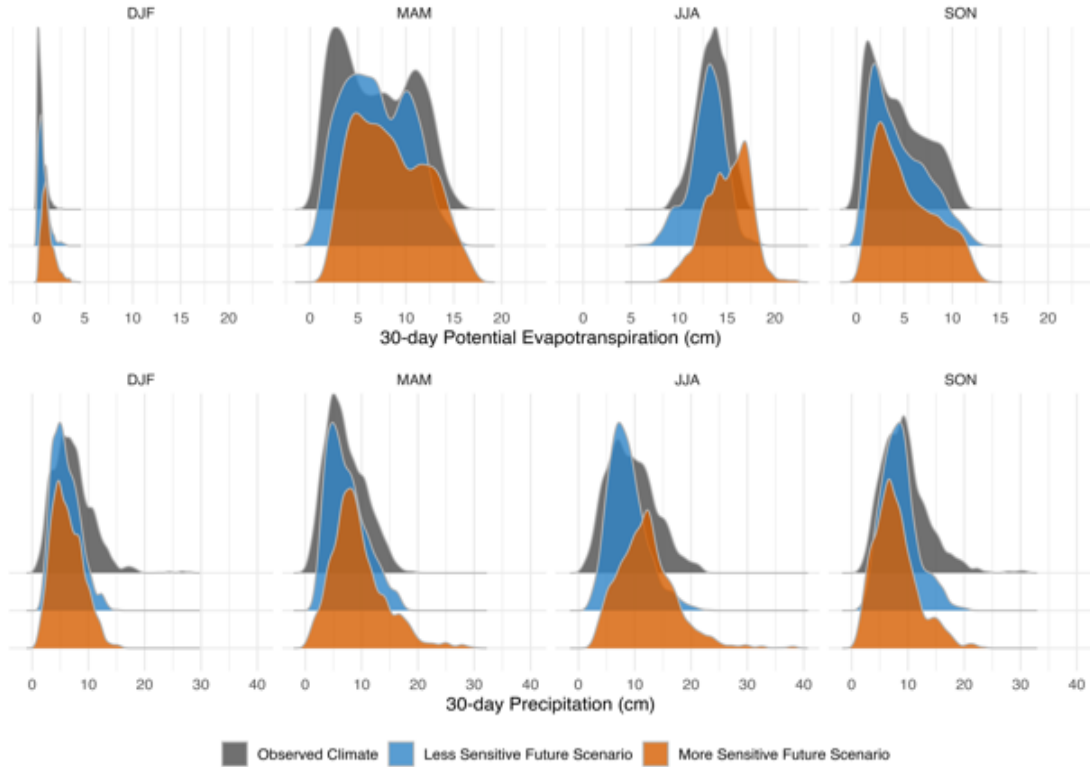 DJF MAM JJA SON
0 5 10 15 20 0 5 10 15 20 0 5 10 15 20 0 5 10 15 20
30-day Potential Evapotranspiration (cm)
DJF MAM JJA SON
0 10 20 30 40 0 10 20 30 40 0 10 20 30 40 0 10 20 30 40
30-day Precipitation (cm)
Observed Climate Less Sensitive Future Scenario More Sensitive Future Scenario